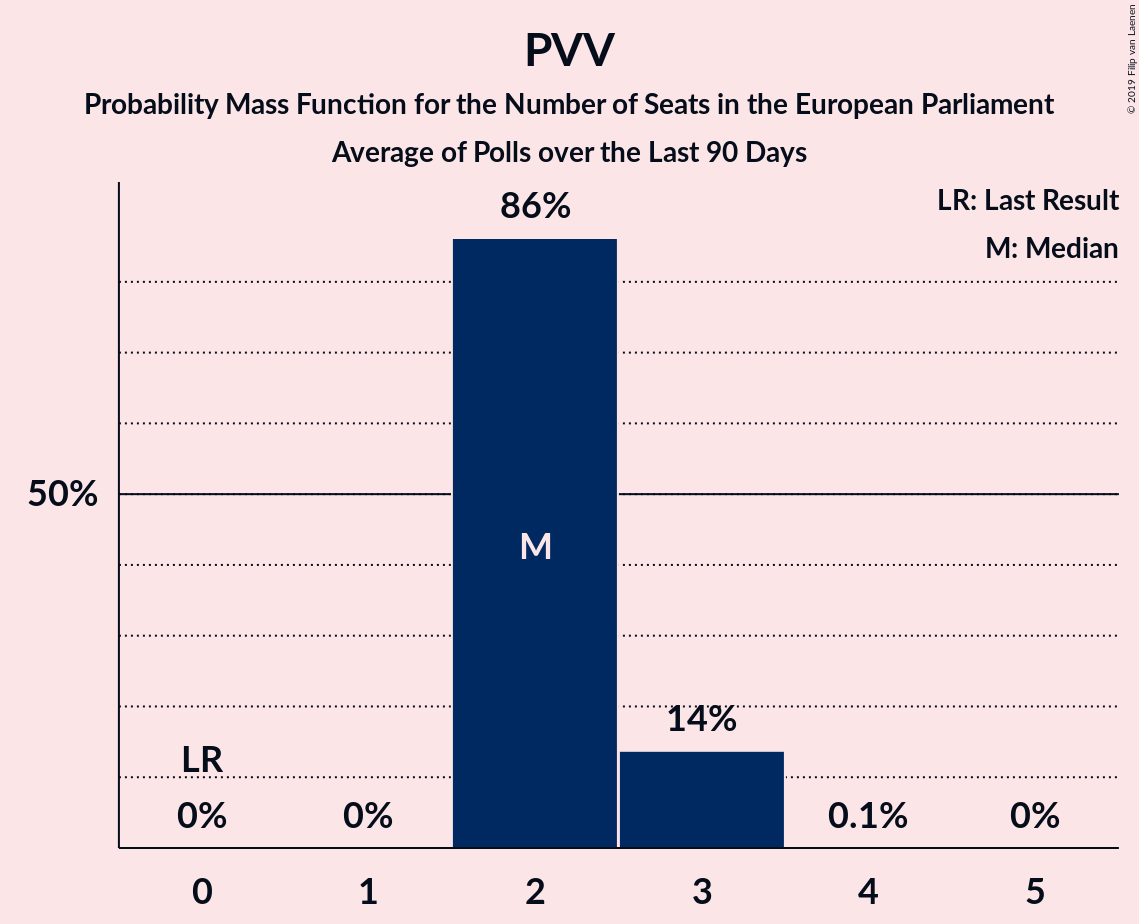 PVV
Probability Mass Function for the Number of Seats in the European Parliament
Average of Polls over the Last 90 Days
© 2019 Filip van Laenen
LR: Last Result
M: Median
86%
50%
M
14%
LR
0%
0%
0.1%
0%
0
1
2
3
4
5